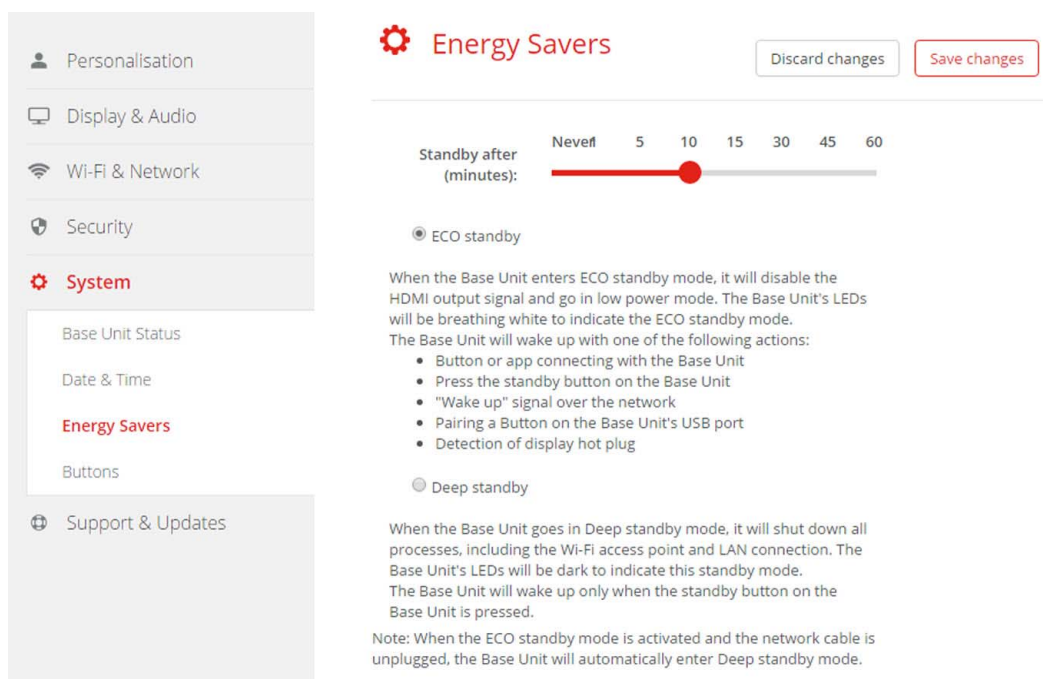 Personalisation
Display & Audio
Wi-Fi & Network
Security
System
Base Unit Status
Date & Time
Energy Savers
Buttons
Support & Updates
Energy Savers
Discard changes
Save changes
Standby after
(minutes):
Never 1 5 10 15 30 45 60
ECO standby
When the Base Unit enters ECO standby mode, it will disable the
HDMI output signal and go in low power mode. The Base Unit's LEDs
will be breathing white to indicate the ECO standby mode.
The Base Unit will wake up with one of the following actions:
• Button or app connecting with the Base Unit
• Press the standby button on the Base Unit
• "Wake up" signal over the network
• Pairing a Button on the Base Unit's USB port
• Detection of display hot plug
Deep standby
When the Base Unit goes in Deep standby mode, it will shut down all
processes, including the Wi-Fi access point and LAN connection. The
Base Unit's LEDs will be dark to indicate this standby mode.
The Base Unit will wake up only when the standby button on the
Base Unit is pressed.
Note: When the ECO standby mode is activated and the network cable is
unplugged, the Base Unit will automatically enter Deep standby mode.